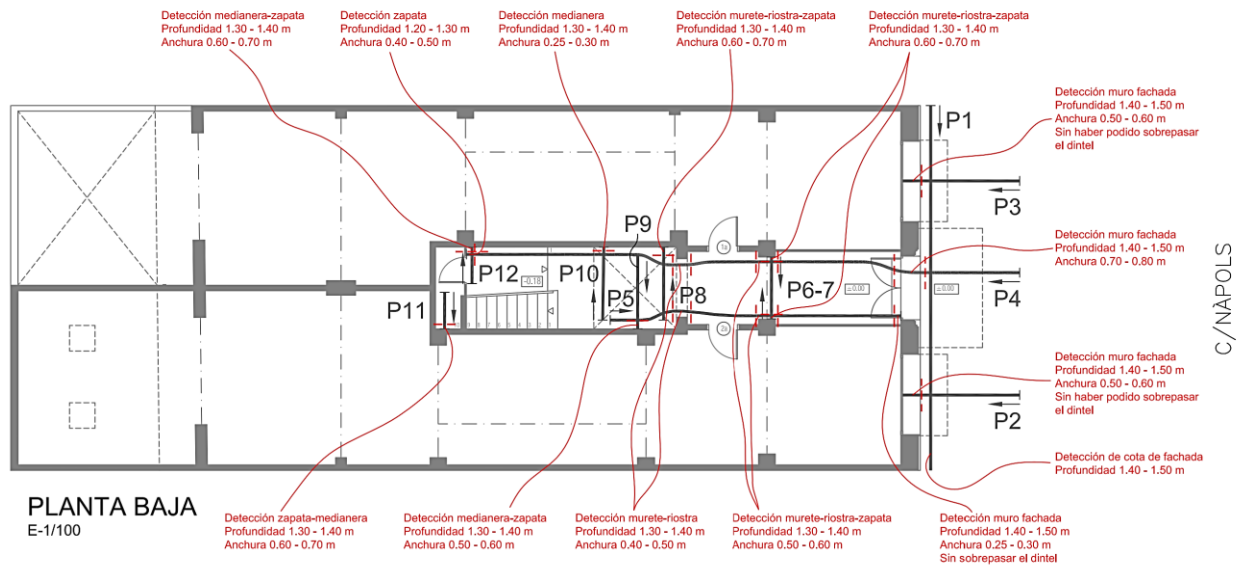 Detección medianera-zapata
Profundidad 1.30 - 1.40 m
Anchura 0.60 - 0.70 m
Detección zapata
Profundidad 1.20 - 1.30 m
Anchura 0.40 - 0.50 m
Detección medianera
Profundidad 1.30 - 1.40 m
Anchura 0.25 - 0.30 m
Detección murete-riostra-zapata
Profundidad 1.30 - 1.40 m
Anchura 0.60 - 0.70 m
Detección murete-riostra-zapata
Profundidad 1.30 - 1.40 m
Anchura 0.60 - 0.70 m
Detección muro fachada
Profundidad 1.40 - 1.50 m
Anchura 0.50 - 0.60 m
Sin haber podido sobrepasar
el dintel
P1
P3
Detección muro fachada
Profundidad 1.40 - 1.50 m
Anchura 0.70 - 0.80 m
P9
1a
P12
-0.18
P10
P11
P5
P8
P6-7
±0.00
±0.00
P4
2a
C/NÀPOLS
Detección muro fachada
Profundidad 1.40 - 1.50 m
Anchura 0.50 - 0.60 m
Sin haber podido sobrepasar
el dintel
P2
Detección de cota de fachada
Profundidad 1.40 - 1.50 m
PLANTA BAJA
E-1/100
Detección zapata-medianera
Profundidad 1.30 - 1.40 m
Anchura 0.60 - 0.70 m
Detección medianera-zapata
Profundidad 1.30 - 1.40 m
Anchura 0.50 - 0.60 m
Detección murete-riostra
Profundidad 1.30 - 1.40 m
Anchura 0.40 - 0.50 m
Detección murete-riostra-zapata
Profundidad 1.30 - 1.40 m
Anchura 0.50 - 0.60 m
Detección muro fachada
Profundidad 1.40 - 1.50 m
Anchura 0.25 - 0.30 m
Sin sobrepasar el dintel